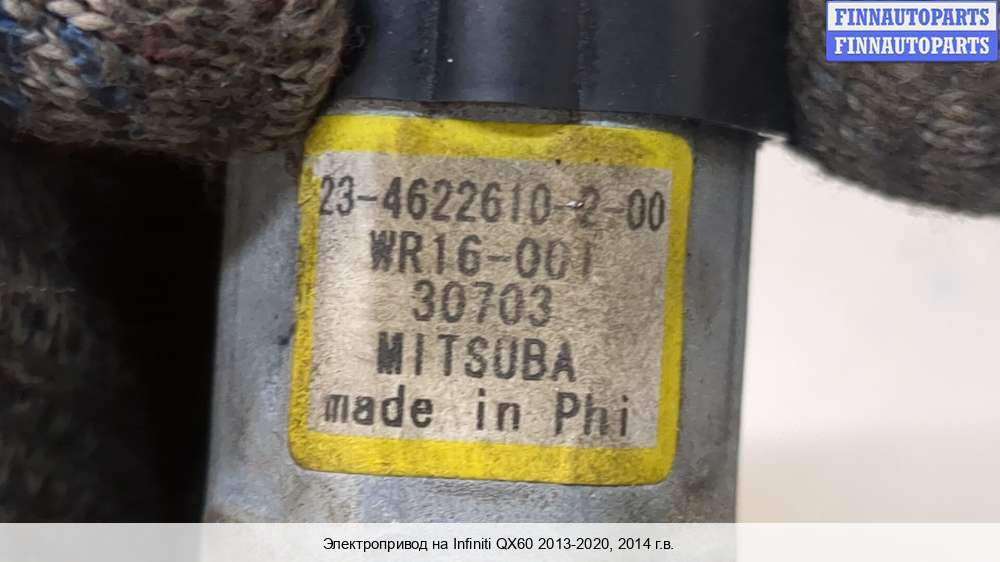 FINNAUTOPARTS
FINNAUTOPARTS
23-4622610-2-00
WR16-001
30703
MITSUBA
made in Phi
Электропривод на Infiniti QX60 2013-2020, 2014 г.в.